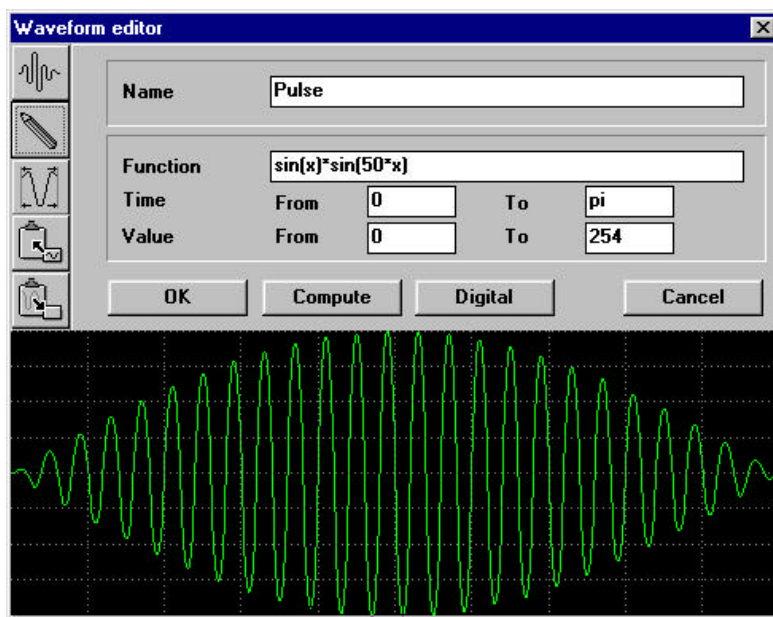 Waveform editor
Name Pulse
Function sin(x)*sin(50*x)
Time From 0 To pi
Value From 0 To 254
OK Compute Digital Cancel